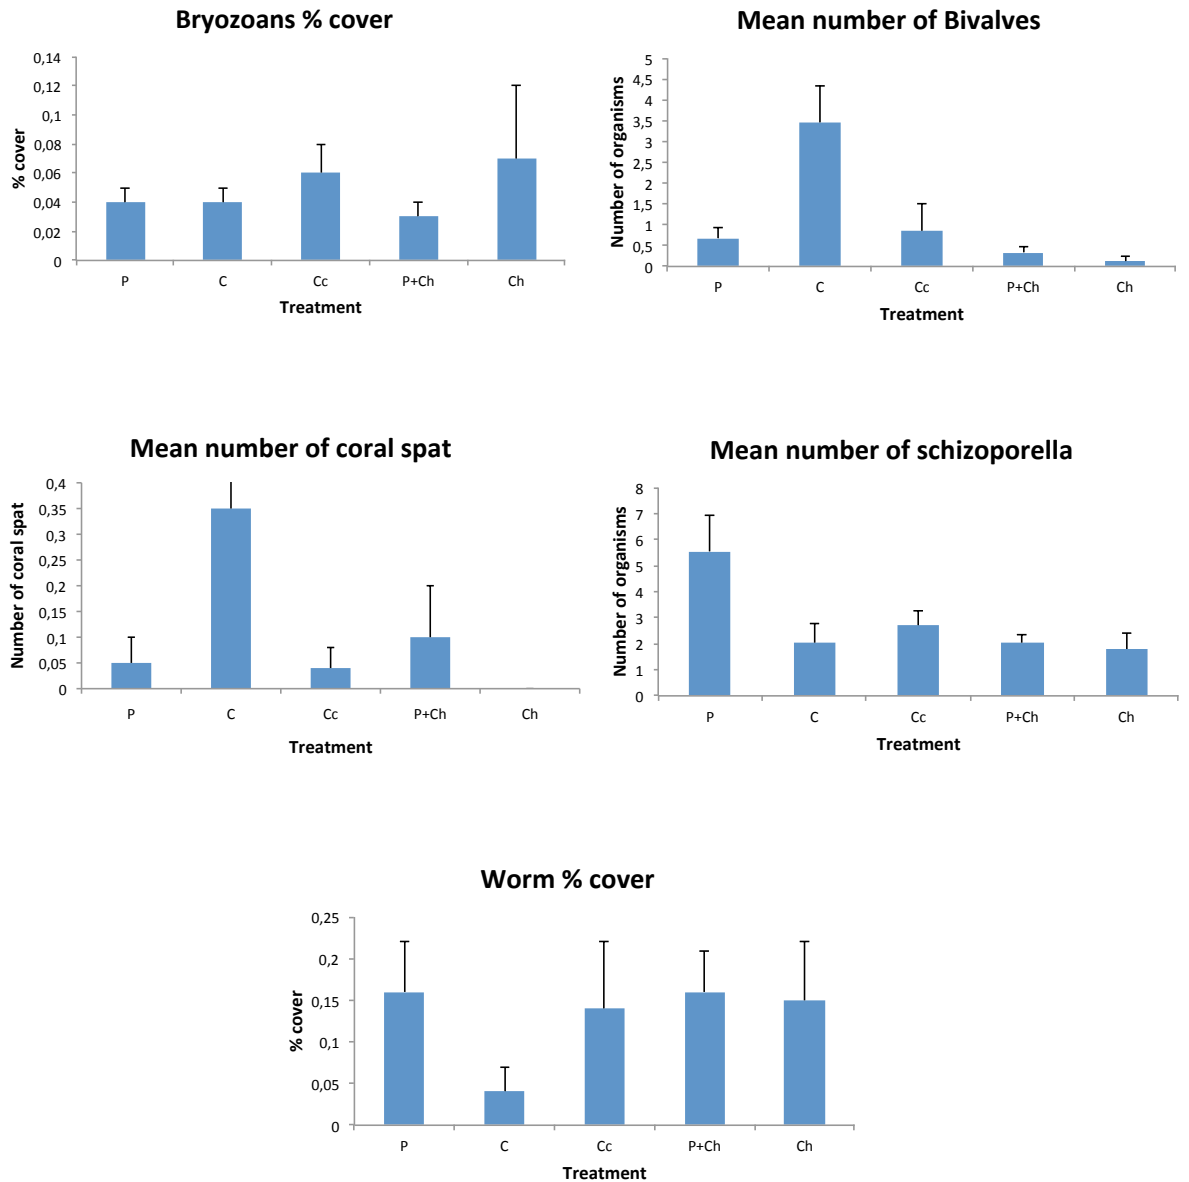 Bryozoans % cover
% cover
0,14
0,12
0,1
0,08
0,06
0,04
0,02
0
P C Cc P+Ch Ch
Treatment
Mean number of Bivalves
Number of organisms
5
4,5
4
3,5
3
2,5
2
1,5
1
0,5
0
P C Cc P+Ch Ch
Treatment
Mean number of coral spat
Number of coral spat
0,4
0,35
0,3
0,25
0,2
0,15
0,1
0,05
0
P C Cc P+Ch Ch
Treatment
Mean number of schizoporella
Number of organisms
8
7
6
5
4
3
2
1
0
P C Cc P+Ch Ch
Treatment
Worm % cover
% cover
0,25
0,2
0,15
0,1
0,05
0
P C Cc P+Ch Ch
Treatment